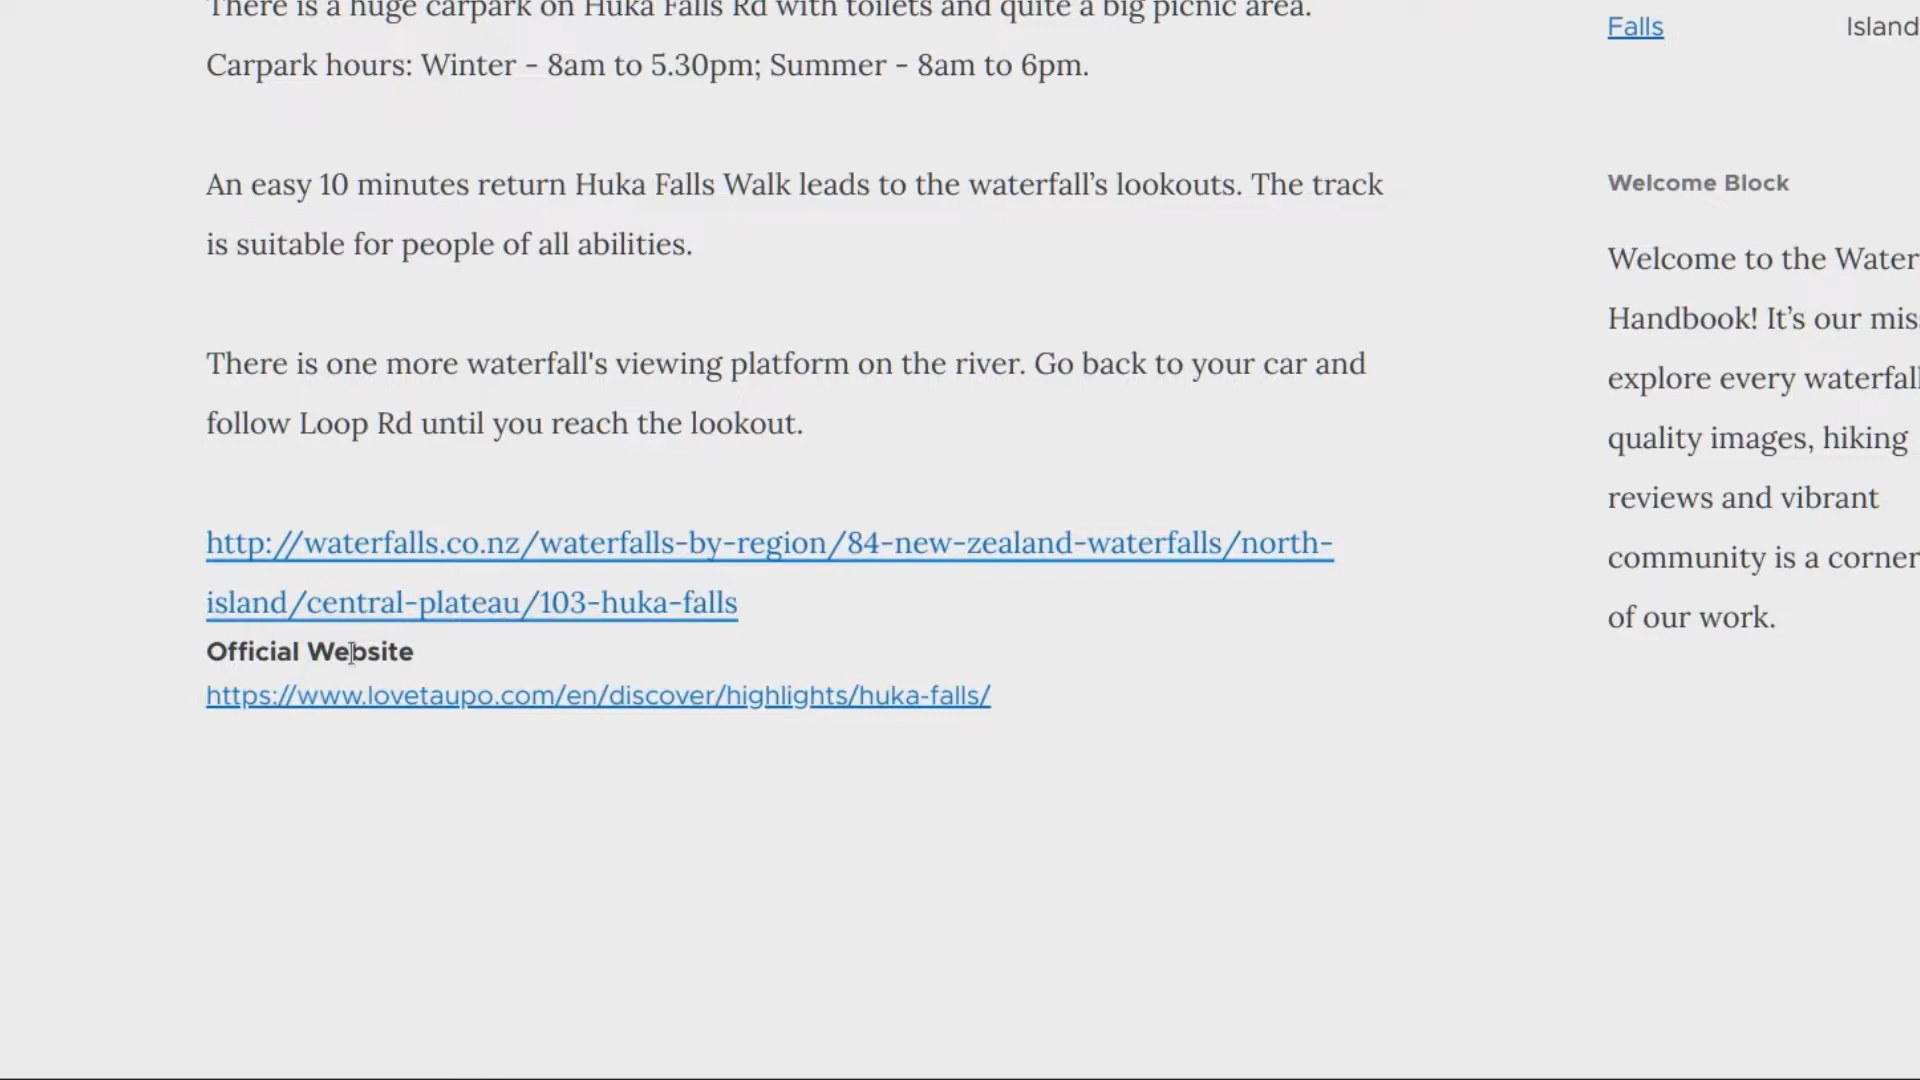 There is a huge carpark on Huka Falls Rd with toilets and quite a big picnic area.
Carpark hours: Winter - 8am to 5.30pm; Summer - 8am to 6pm.
An easy 10 minutes return Huka Falls Walk leads to the waterfall’s lookouts. The track
is suitable for people of all abilities.
There is one more waterfall's viewing platform on the river. Go back to your car and
follow Loop Rd until you reach the lookout.
http://waterfalls.co.nz/waterfalls-by-region/84-new-zealand-waterfalls/north-
island/central-plateau/103-huka-falls
Official Website
https://www.lovetaupo.com/en/discover/highlights/huka-falls/
Falls Island
Welcome Block
Welcome to the Water
Handbook! It’s our mis
explore every waterfall
quality images, hiking
reviews and vibrant
community is a corner
of our work.